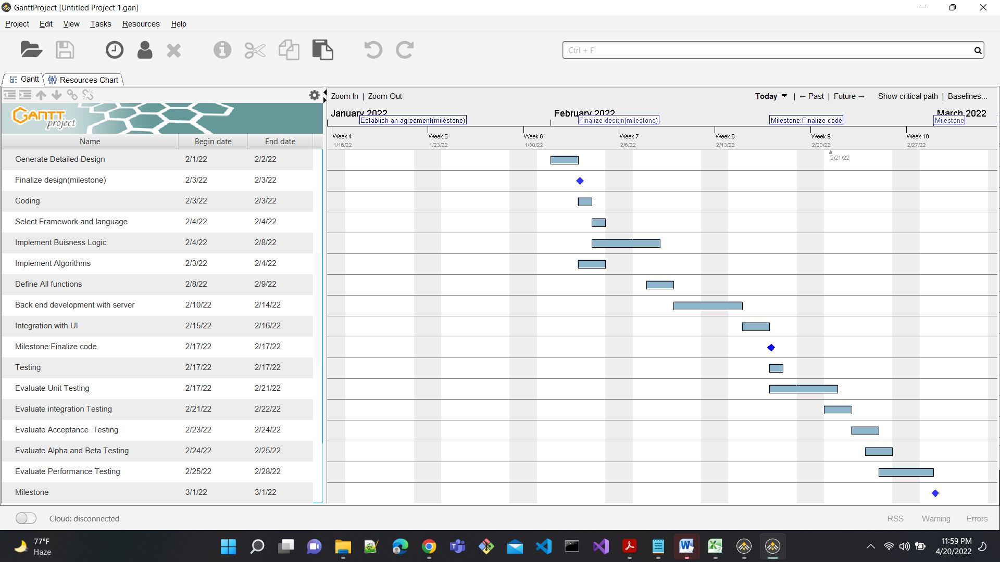 GanttProject [Untitled Project 1.gan]
Project Edit View Tasks Resources Help
Ctrl + F
Gantt Resources Chart
Zoom In | Zoom Out Today | ← Past | Future → Show critical path | Baselines...
January 2022 February 2022 March 2022
GANTT project
Establish an agreement(milestone) Finalize design(milestone) Milestone:Finalize code Milestone
Name Begin date End date
Week 4 Week 5 Week 6 Week 7 Week 8 Week 9 Week 10
1/16/22 1/23/22 1/30/22 2/6/22 2/13/22 2/20/22 2/27/22
2/21/22
Generate Detailed Design 2/1/22 2/2/22
Finalize design(milestone) 2/3/22 2/3/22
Coding 2/3/22 2/3/22
Select Framework and language 2/4/22 2/4/22
Implement Buisness Logic 2/4/22 2/8/22
Implement Algorithms 2/3/22 2/4/22
Define All functions 2/8/22 2/9/22
Back end development with server 2/10/22 2/14/22
Integration with UI 2/15/22 2/16/22
Milestone:Finalize code 2/17/22 2/17/22
Testing 2/17/22 2/17/22
Evaluate Unit Testing 2/17/22 2/21/22
Evaluate integration Testing 2/21/22 2/22/22
Evaluate Acceptance  Testing 2/23/22 2/24/22
Evaluate Alpha and Beta Testing 2/24/22 2/25/22
Evaluate Performance Testing 2/25/22 2/28/22
Milestone 3/1/22 3/1/22
Cloud: disconnected RSS Warning Errors
77°F
Haze
11:59 PM
4/20/2022